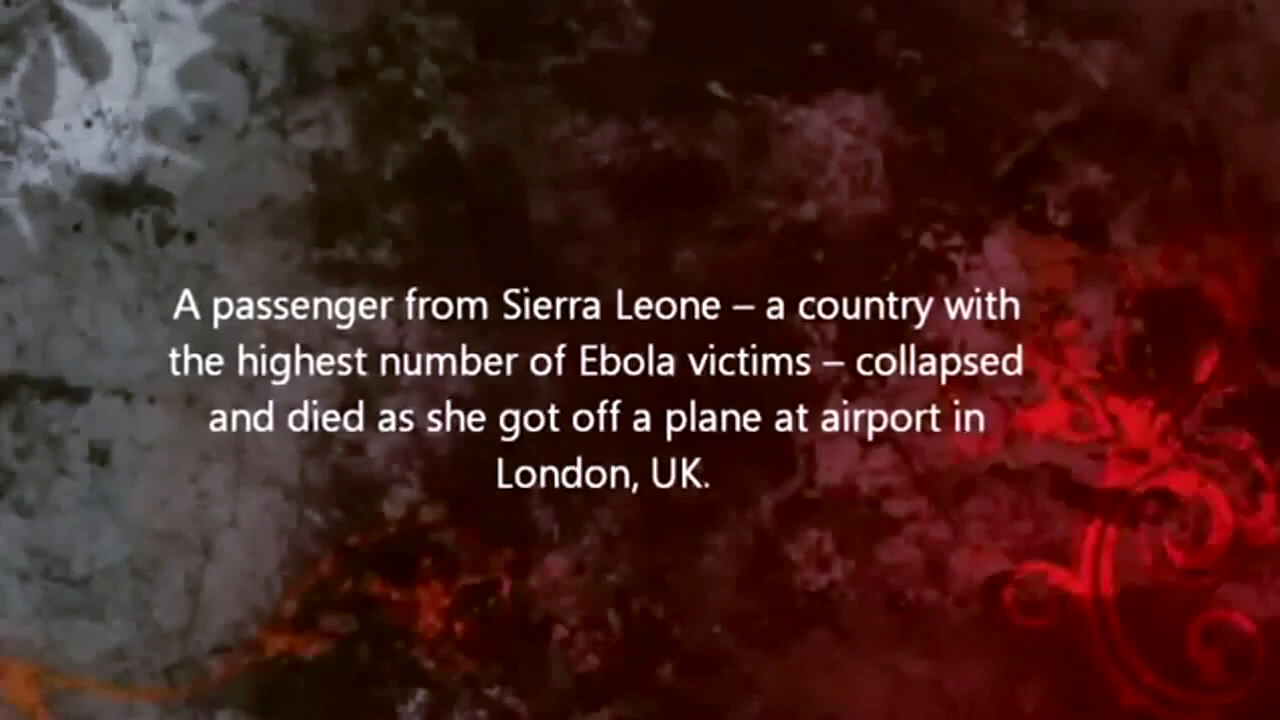 A passenger from Sierra Leone – a country with
the highest number of Ebola victims – collapsed
and died as she got off a plane at airport in
London, UK.